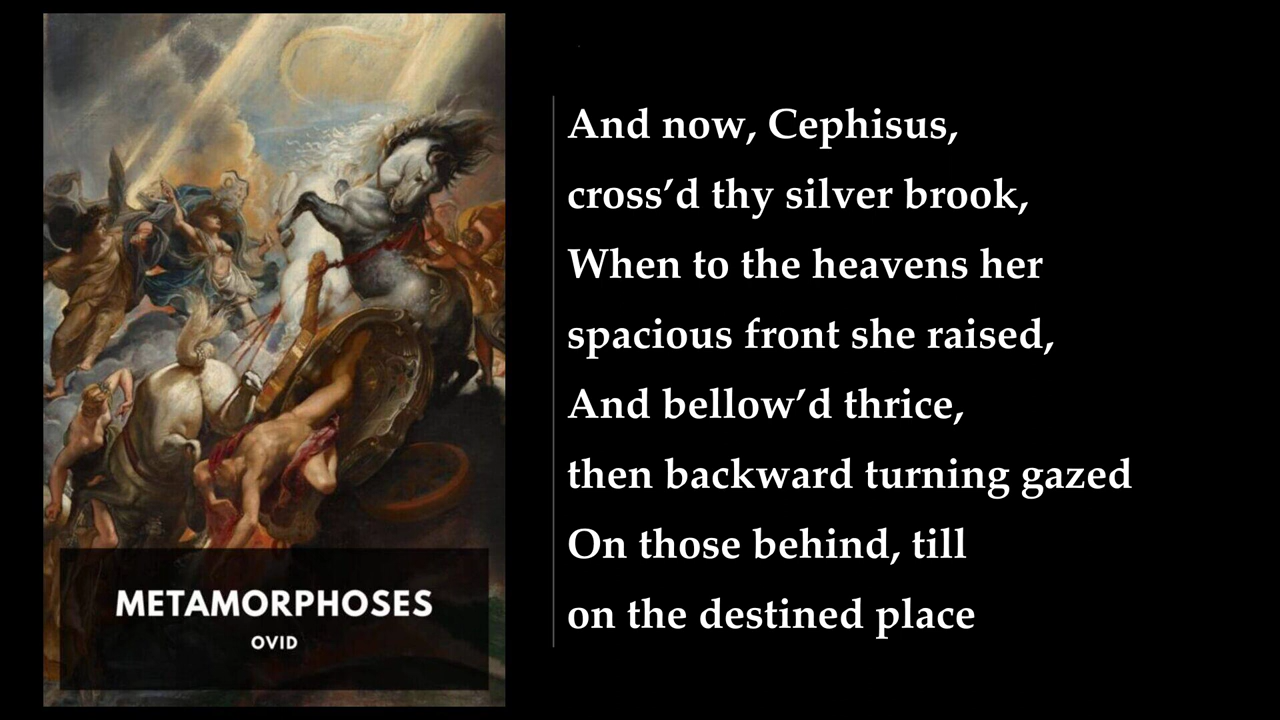 METAMORPHOSES
OVID
And now, Cephisus,
cross’d thy silver brook,
When to the heavens her
spacious front she raised,
And bellow’d thrice,
then backward turning gazed
On those behind, till
on the destined place